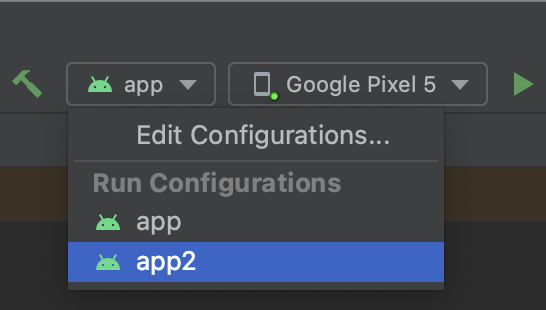 app Google Pixel 5
Edit Configurations...
Run Configurations
app
app2